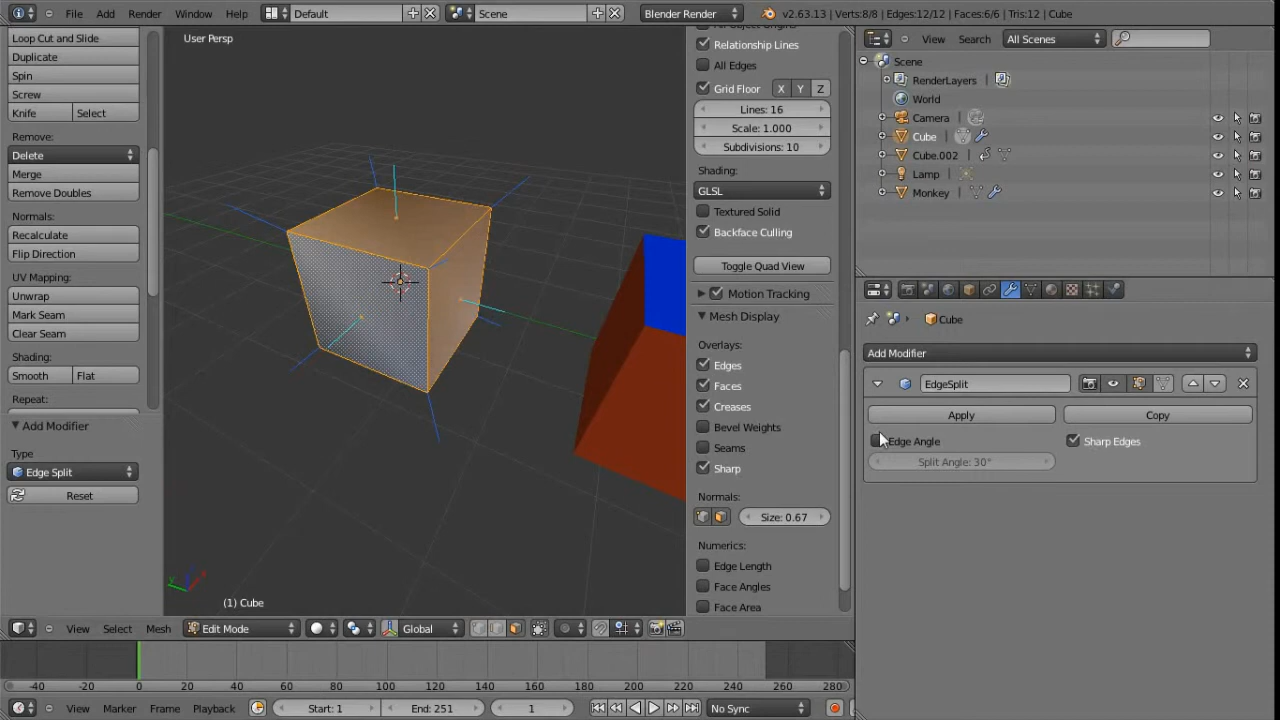 File Add Render Window Help Default Scene Blender Render v2.63.13 | Verts:8/8 | Edges:12/12 | Faces:6/6 | Tris:12 | Cube
Loop Cut and Slide
Duplicate
Spin
Screw
Knife Select
Remove:
Delete
Merge
Remove Doubles
Normals:
Recalculate
Flip Direction
UV Mapping:
Unwrap
Mark Seam
Clear Seam
Shading:
Smooth Flat
Repeat:
Add Modifier
Type
Edge Split
Reset
User Persp
(1) Cube
Relationship Lines
All Edges
Grid Floor X Y Z
Lines: 16
Scale: 1.000
Subdivisions: 10
Shading:
GLSL
Textured Solid
Backface Culling
Toggle Quad View
Motion Tracking
Mesh Display
Overlays:
Edges
Faces
Creases
Bevel Weights
Seams
Sharp
Normals:
Size: 0.67
Numerics:
Edge Length
Face Angles
Face Area
View Search All Scenes
Scene
RenderLayers
World
Camera
Cube
Cube.002
Lamp
Monkey
Cube
Add Modifier
EdgeSplit
Apply Copy
Edge Angle Sharp Edges
Split Angle: 30°
View Select Mesh Edit Mode Global
-40 -20 0 20 40 60 80 100 120 140 160 180 200 220 240 260 280
View Marker Frame Playback Start: 1 End: 251 1 No Sync